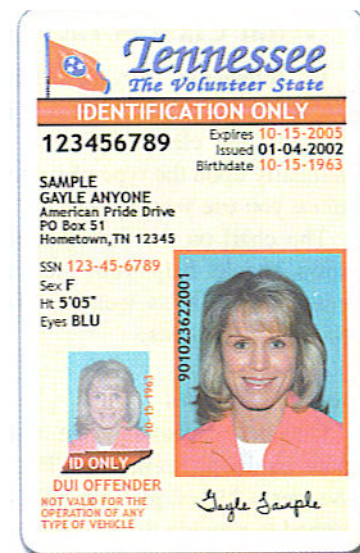 Tennessee
The Volunteer State
IDENTIFICATION ONLY
123456789
Expires 10-15-2005
Issued 01-04-2002
Birthdate 10-15-1963
SAMPLE
GAYLE ANYONE
American Pride Drive
PO Box 51
Hometown,TN 12345
SSN 123-45-6789
Sex F
Ht 5'05"
Eyes BLU
901023622001
10-15-1963
ID ONLY
DUI OFFENDER
NOT VALID FOR THE
OPERATION OF ANY
TYPE OF VEHICLE
Gayle Sample